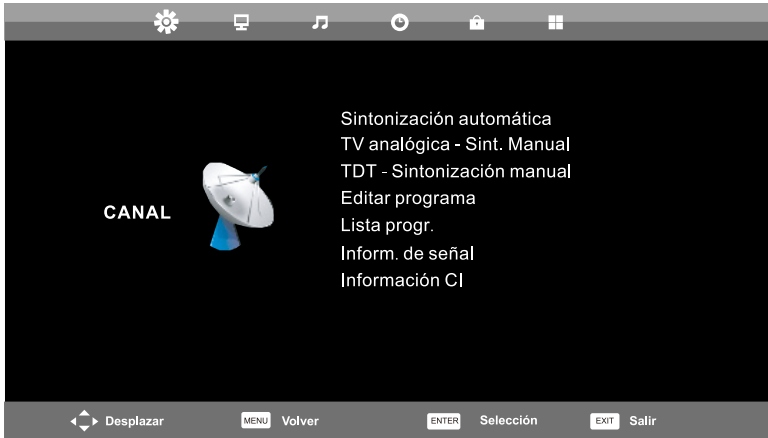 Sintonización automática
TV analógica - Sint. Manual
TDT - Sintonización manual
Editar programa
CANAL
Lista progr.
Inform. de señal
Información CI
Desplazar MENU Volver ENTER Selección EXIT Salir